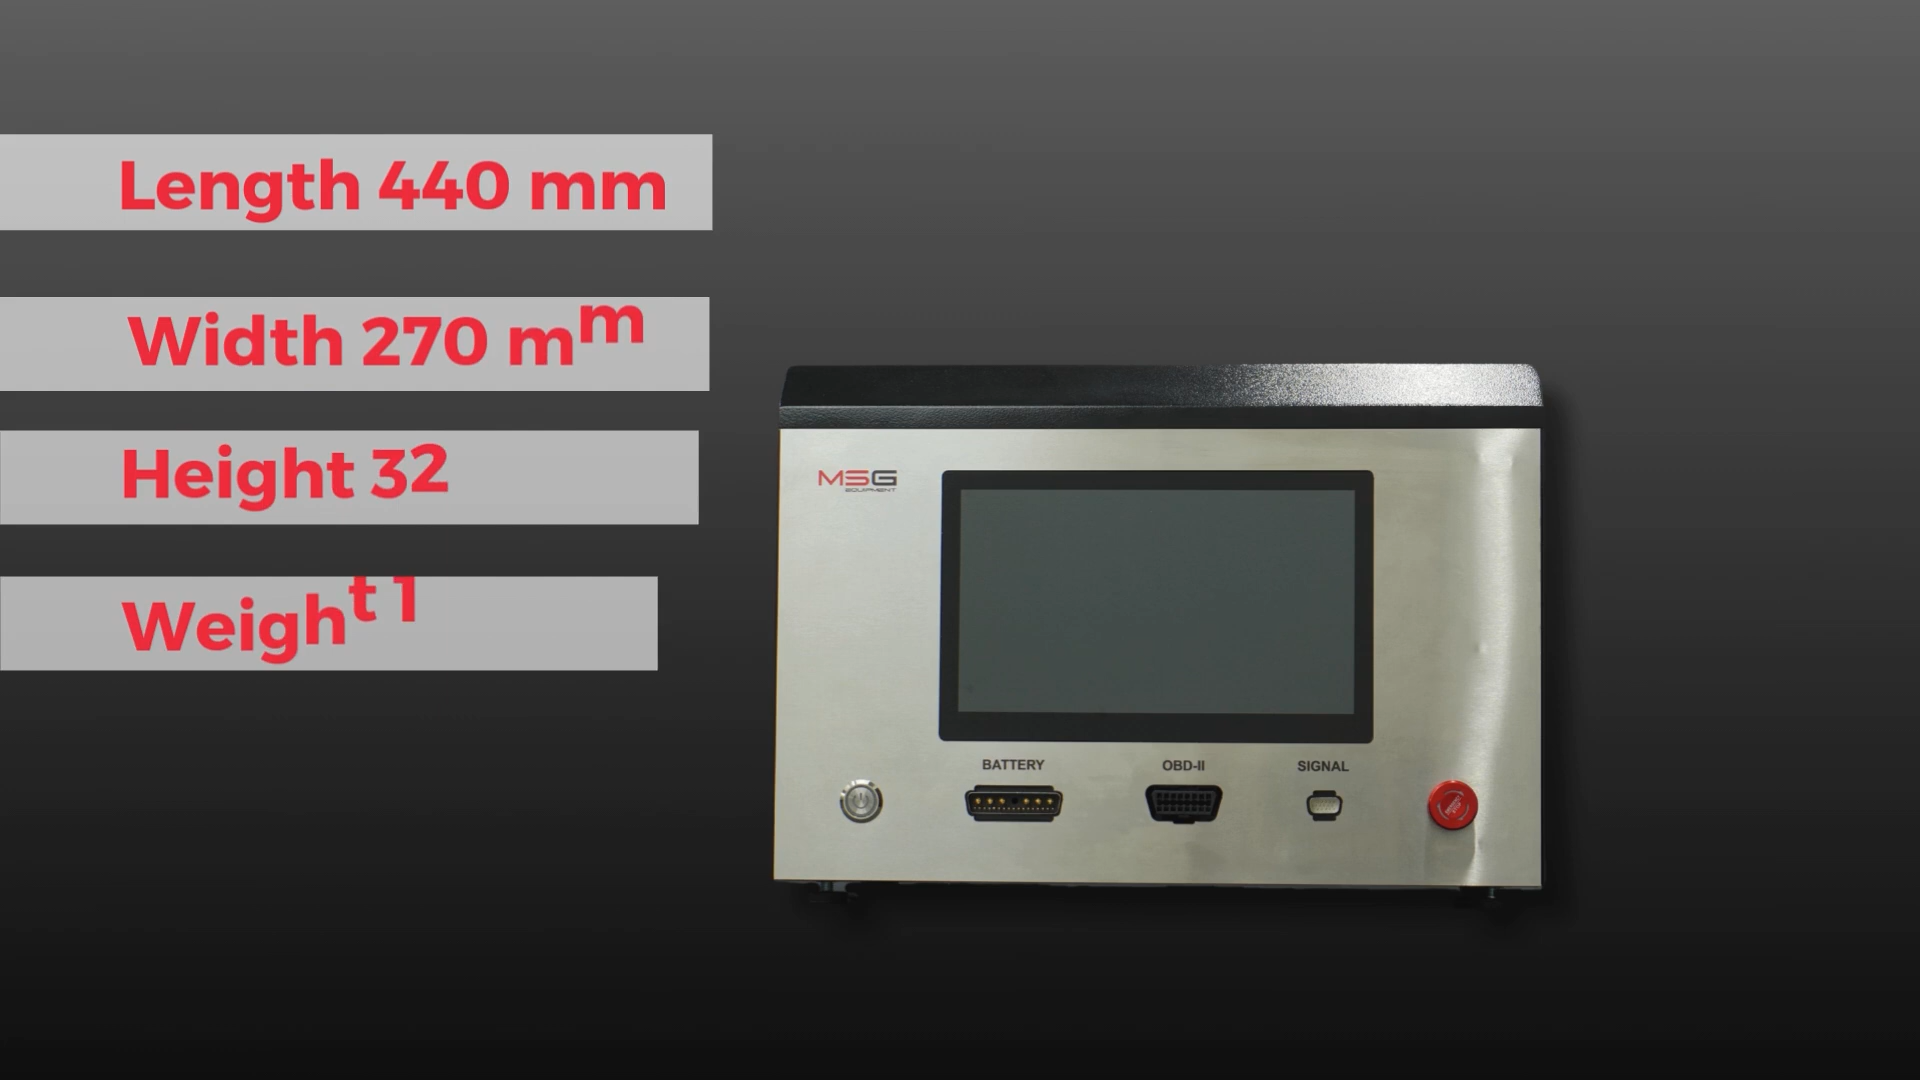 Length 440 mm
Width 270 mm
Height 32
Weight 1
MSG
EQUIPMENT
BATTERY
OBD-II
SIGNAL